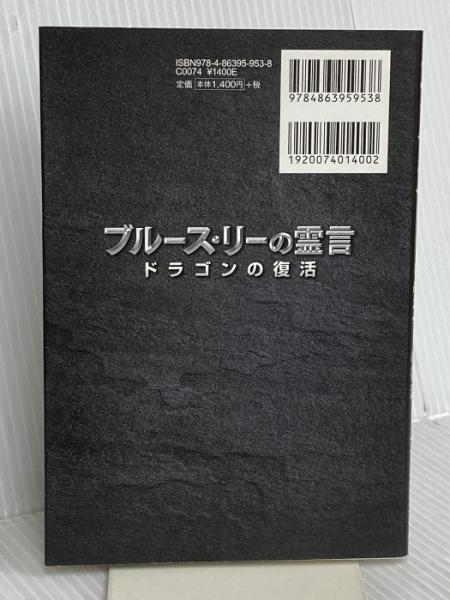 ISBN978-4-86395-953-8
C0074 ¥1400E
定価 本体1,400円 +税
9784863959538
1920074014002
ブルース・リーの霊言
ドラゴンの復活